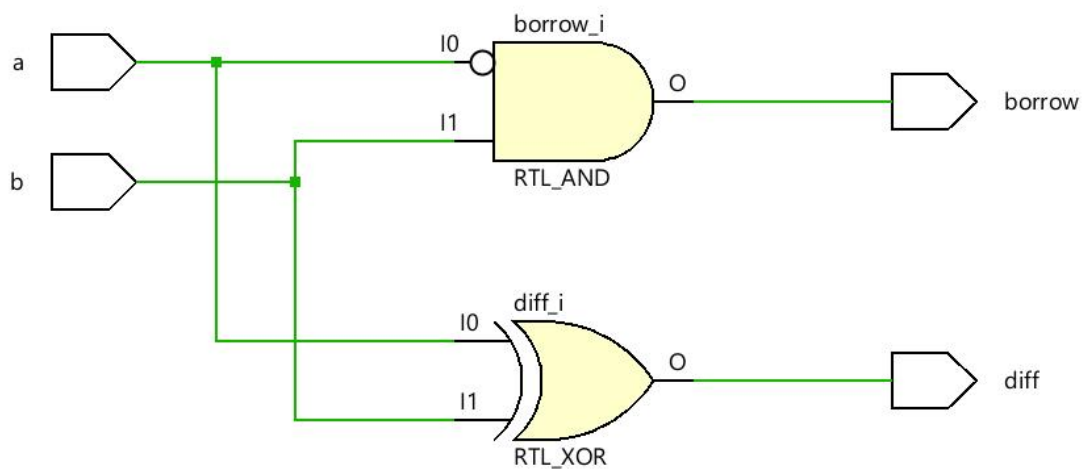 borrow_i
a
I0
O
borrow
I1
b
RTL_AND
diff_i
I0
O
diff
I1
RTL_XOR